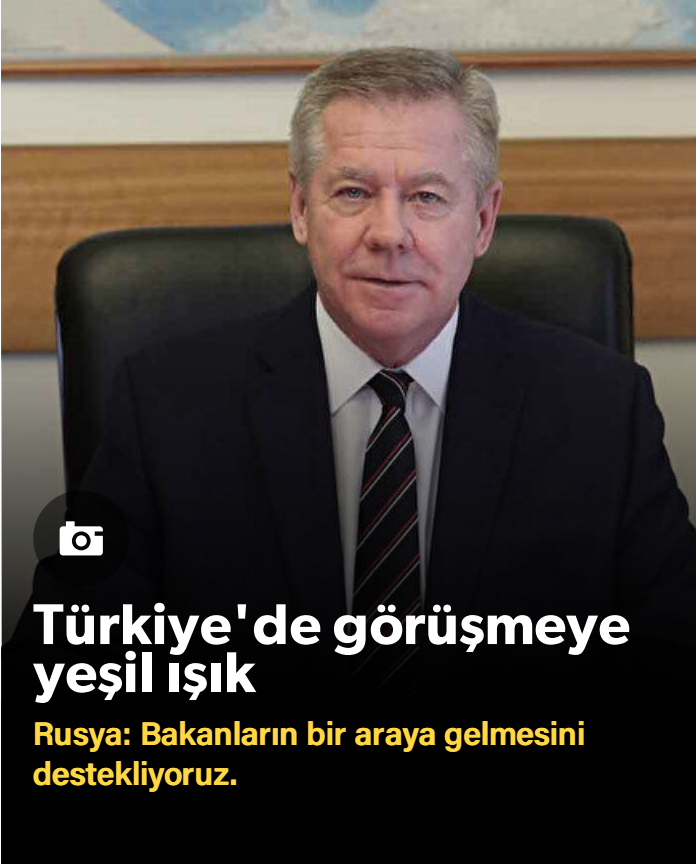 Türkiye'de görüşmeye
yeşil ışık
Rusya: Bakanların bir araya gelmesini
destekliyoruz.